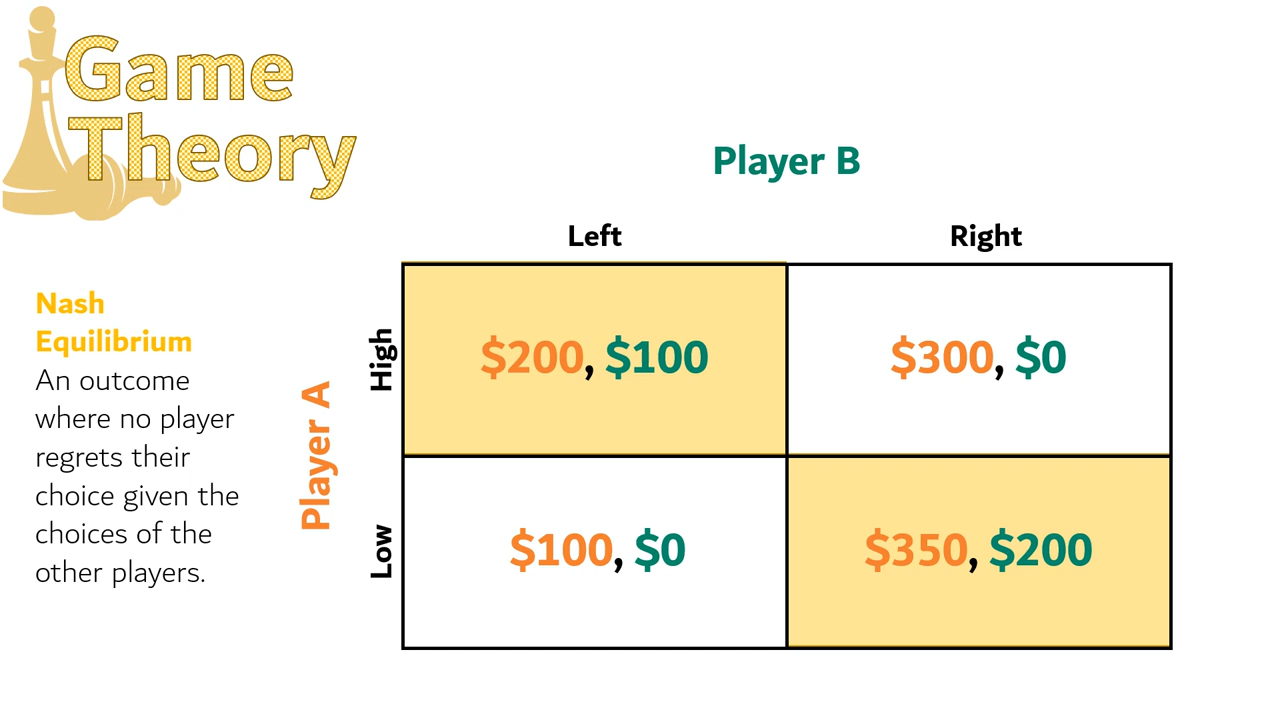 Game
Theory
Player B
Left
Right
Nash
Equilibrium
An outcome
where no player
regrets their
choice given the
choices of the
other players.
Player A
High
$200, $100
$300, $0
Low
$100, $0
$350, $200